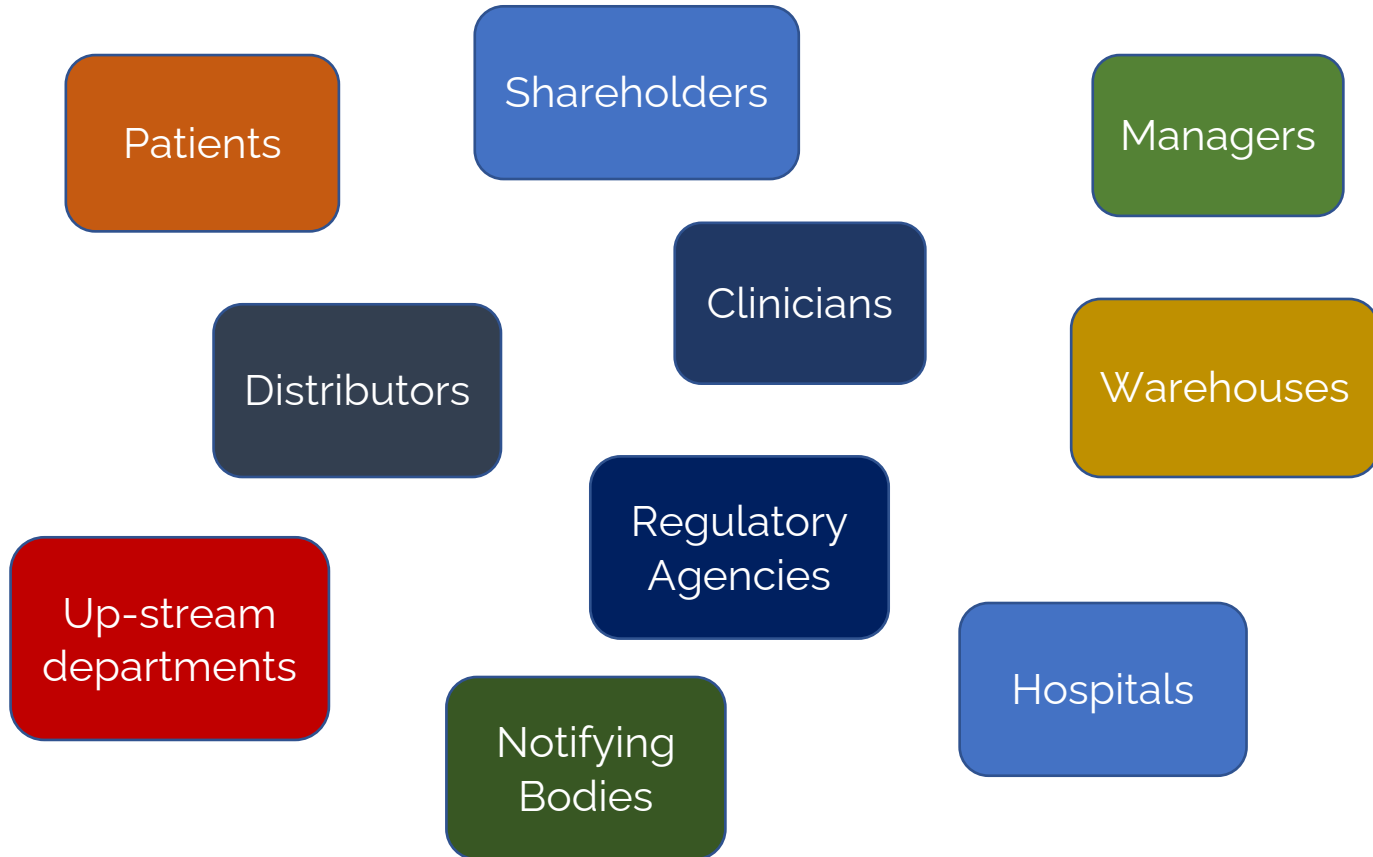 Shareholders
Patients
Managers
Clinicians
Distributors
Warehouses
Regulatory
Agencies
Up-stream
departments
Hospitals
Notifying
Bodies